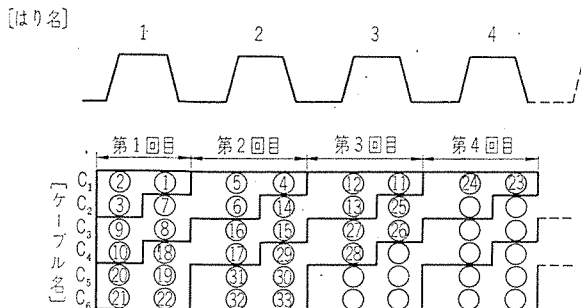 [はり名]
1 2 3 4
第1回目 第2回目 第3回目 第4回目
[ケーブル名]
C₁ ② ① ⑤ ④ ⑫ ⑪ ㉔ ㉓
C₂ ③ ⑦ ⑥ ⑭ ⑬ ㉕
C₃ ⑨ ⑧ ⑯ ⑮ ㉗ ㉖
C₄ ⑩ ⑱ ⑰ ㉙ ㉘
C₅ ⑳ ⑲ ㉛ ㉚
C₆ ㉑ ㉒ ㉜ ㉝